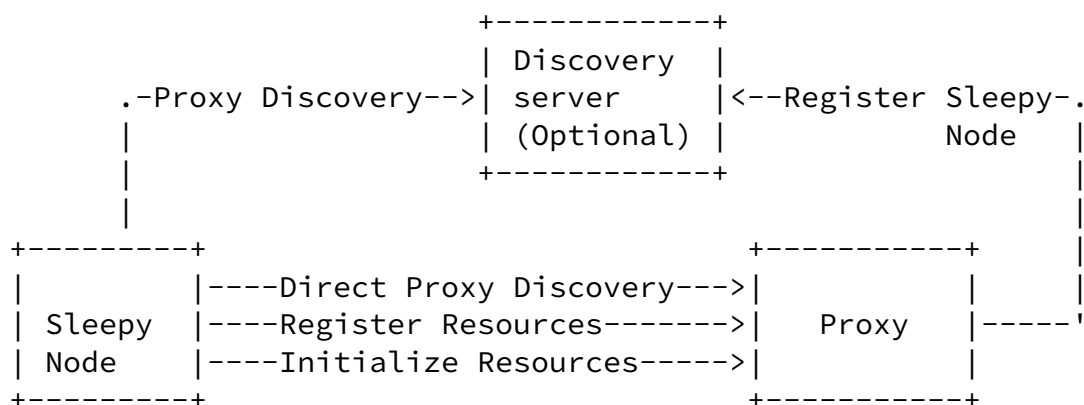 Discovery
.-Proxy Discovery-->| server |<--Register Sleepy-.
(Optional) Node
----Direct Proxy Discovery--->
Sleepy ----Register Resources-------> Proxy -----'
Node ----Initialize Resources----->